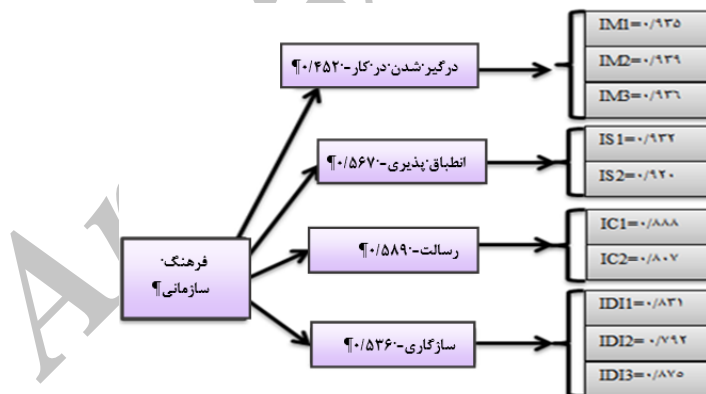 IM1=۰/۹۳۵
درگیر شدن در کار-۰/۴۵۲¶
IM2=۰/۹۳۹
IM3=۰/۹۳۶
IS1=۰/۹۳۲
انطباق پذیری-۰/۵۶۷¶
IS2=۰/۹۲۰
IC1=۰/۸۸۸
رسالت-۰/۵۸۹¶
IC2=۰/۸۰۷
فرهنگ
سازمانی¶
IDI1=۰/۸۳۱
سازگاری-۰/۵۳۶¶
IDI2=۰/۷۹۲
IDI3=۰/۸۷۵